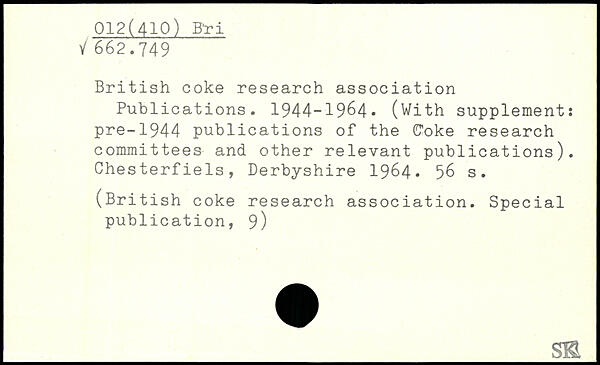 012(410) Bri
√ 662.749
British coke research association
Publications. 1944-1964. (With supplement:
pre-1944 publications of the Coke research
committees and other relevant publications).
Chesterfiels, Derbyshire 1964. 56 s.
(British coke research association. Special
publication, 9)
SK